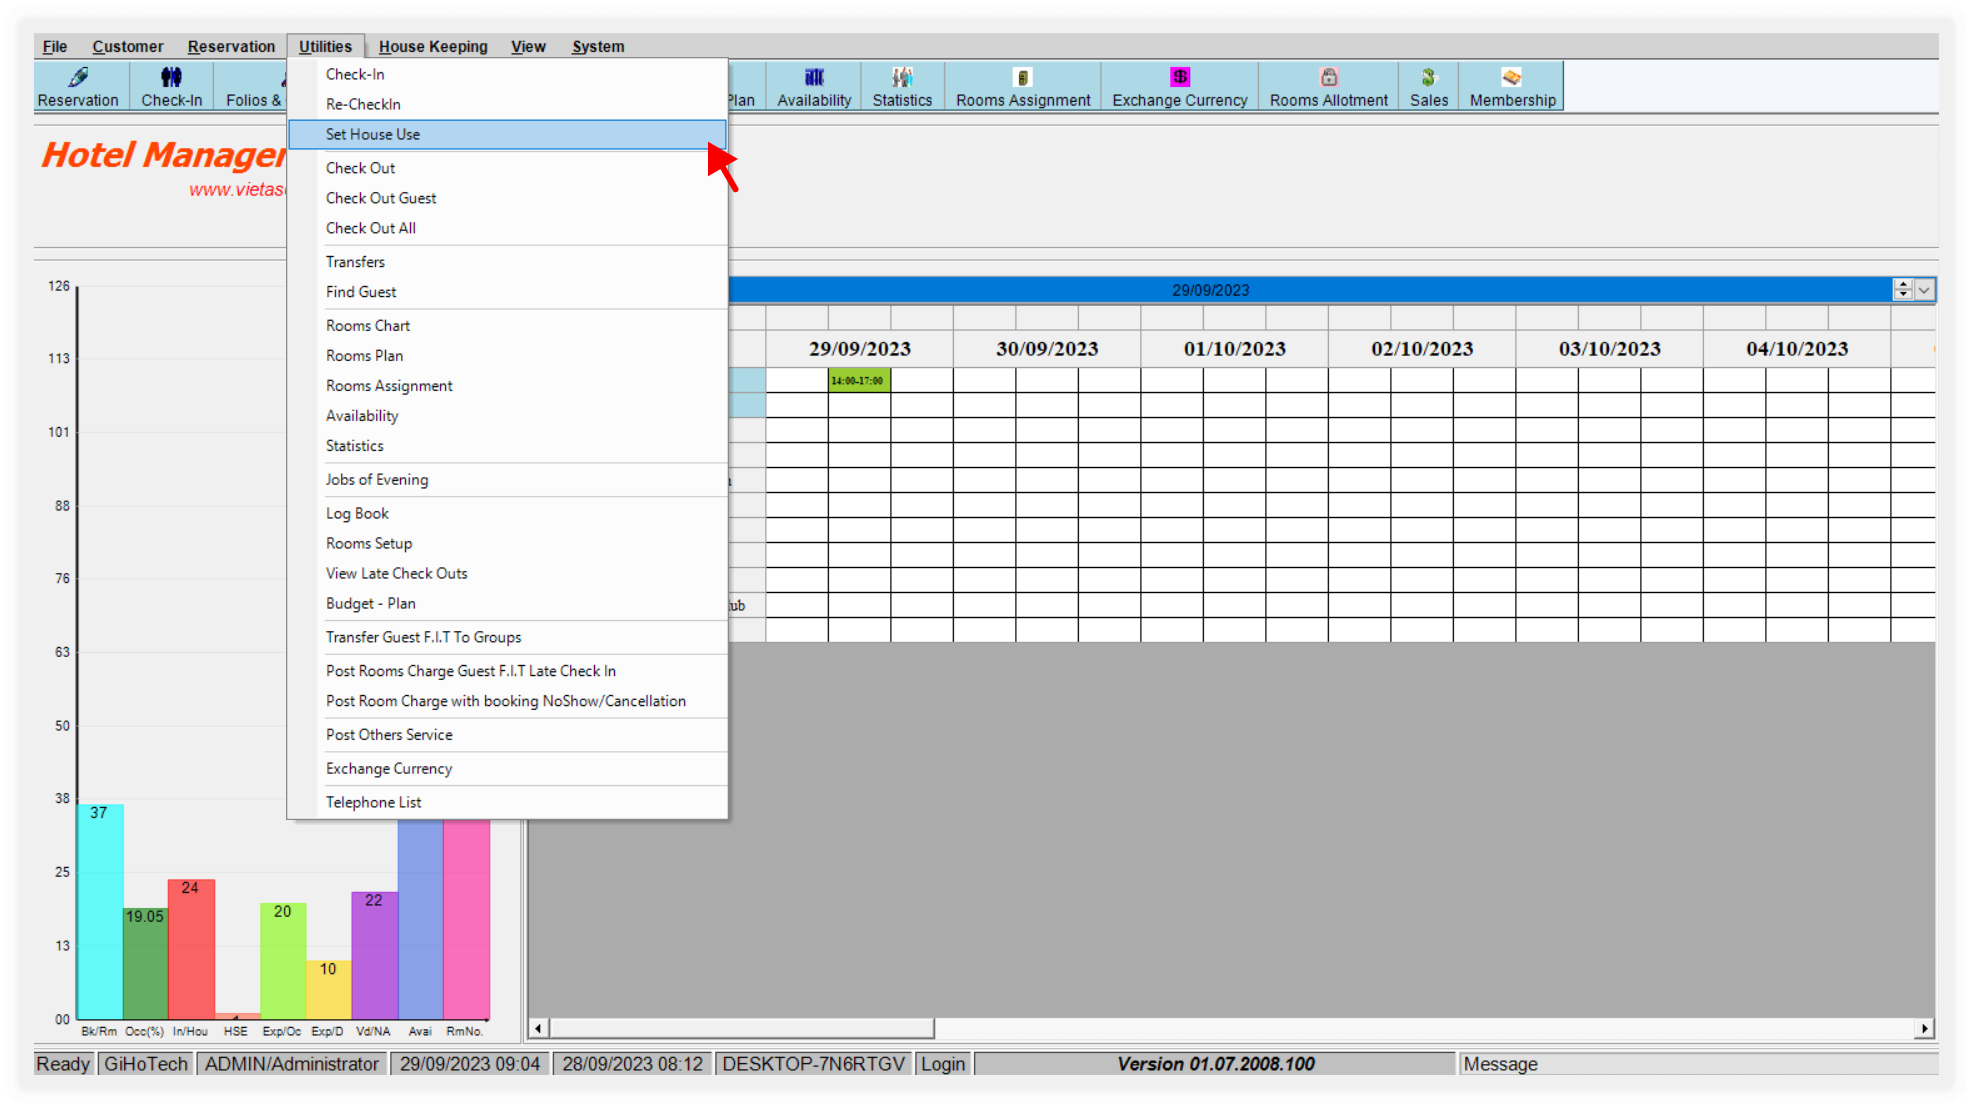 File Customer Reservation Utilities House Keeping View System
Reservation Check-In Folios & Plan Availability Statistics Rooms Assignment Exchange Currency Rooms Allotment Sales Membership
Check-In
Re-CheckIn
Set House Use
Check Out
Check Out Guest
Check Out All
Transfers
Find Guest
Rooms Chart
Rooms Plan
Rooms Assignment
Availability
Statistics
Jobs of Evening
Log Book
Rooms Setup
View Late Check Outs
Budget - Plan
Transfer Guest F.I.T To Groups
Post Rooms Charge Guest F.I.T Late Check In
Post Room Charge with booking NoShow/Cancellation
Post Others Service
Exchange Currency
Telephone List
Hotel Manager
www.vietas
29/09/2023
29/09/2023 30/09/2023 01/10/2023 02/10/2023 03/10/2023 04/10/2023
14:00-17:00
ub
126
113
101
88
76
63
50
38
25
13
00
37
19.05
24
20
10
22
Bk/Rm Occ(%) In/Hou HSE Exp/Oc Exp/D Vd/NA Avai RmNo.
Ready GiHoTech ADMIN/Administrator 29/09/2023 09:04 28/09/2023 08:12 DESKTOP-7N6RTGV Login Version 01.07.2008.100 Message